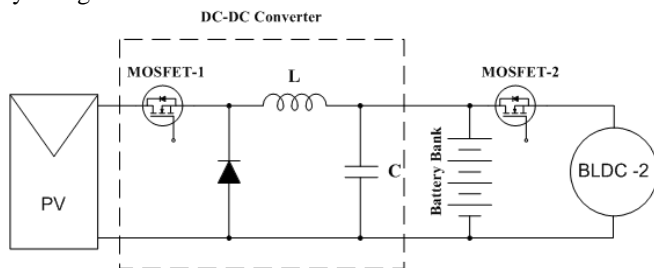 DC-DC Converter
MOSFET-1
L
MOSFET-2
C
Battery Bank
PV
BLDC -2